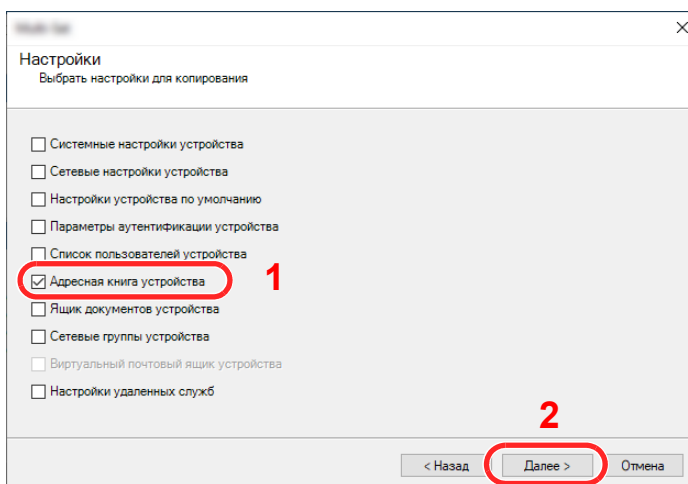 Настройки
Выбрать настройки для копирования
Системные настройки устройства
Сетевые настройки устройства
Настройки устройства по умолчанию
Параметры аутентификации устройства
Список пользователей устройства
Адресная книга устройства 1
Ящик документов устройства
Сетевые группы устройства
Виртуальный почтовый ящик устройства
Настройки удаленных служб
2
< Назад Далее > Отмена